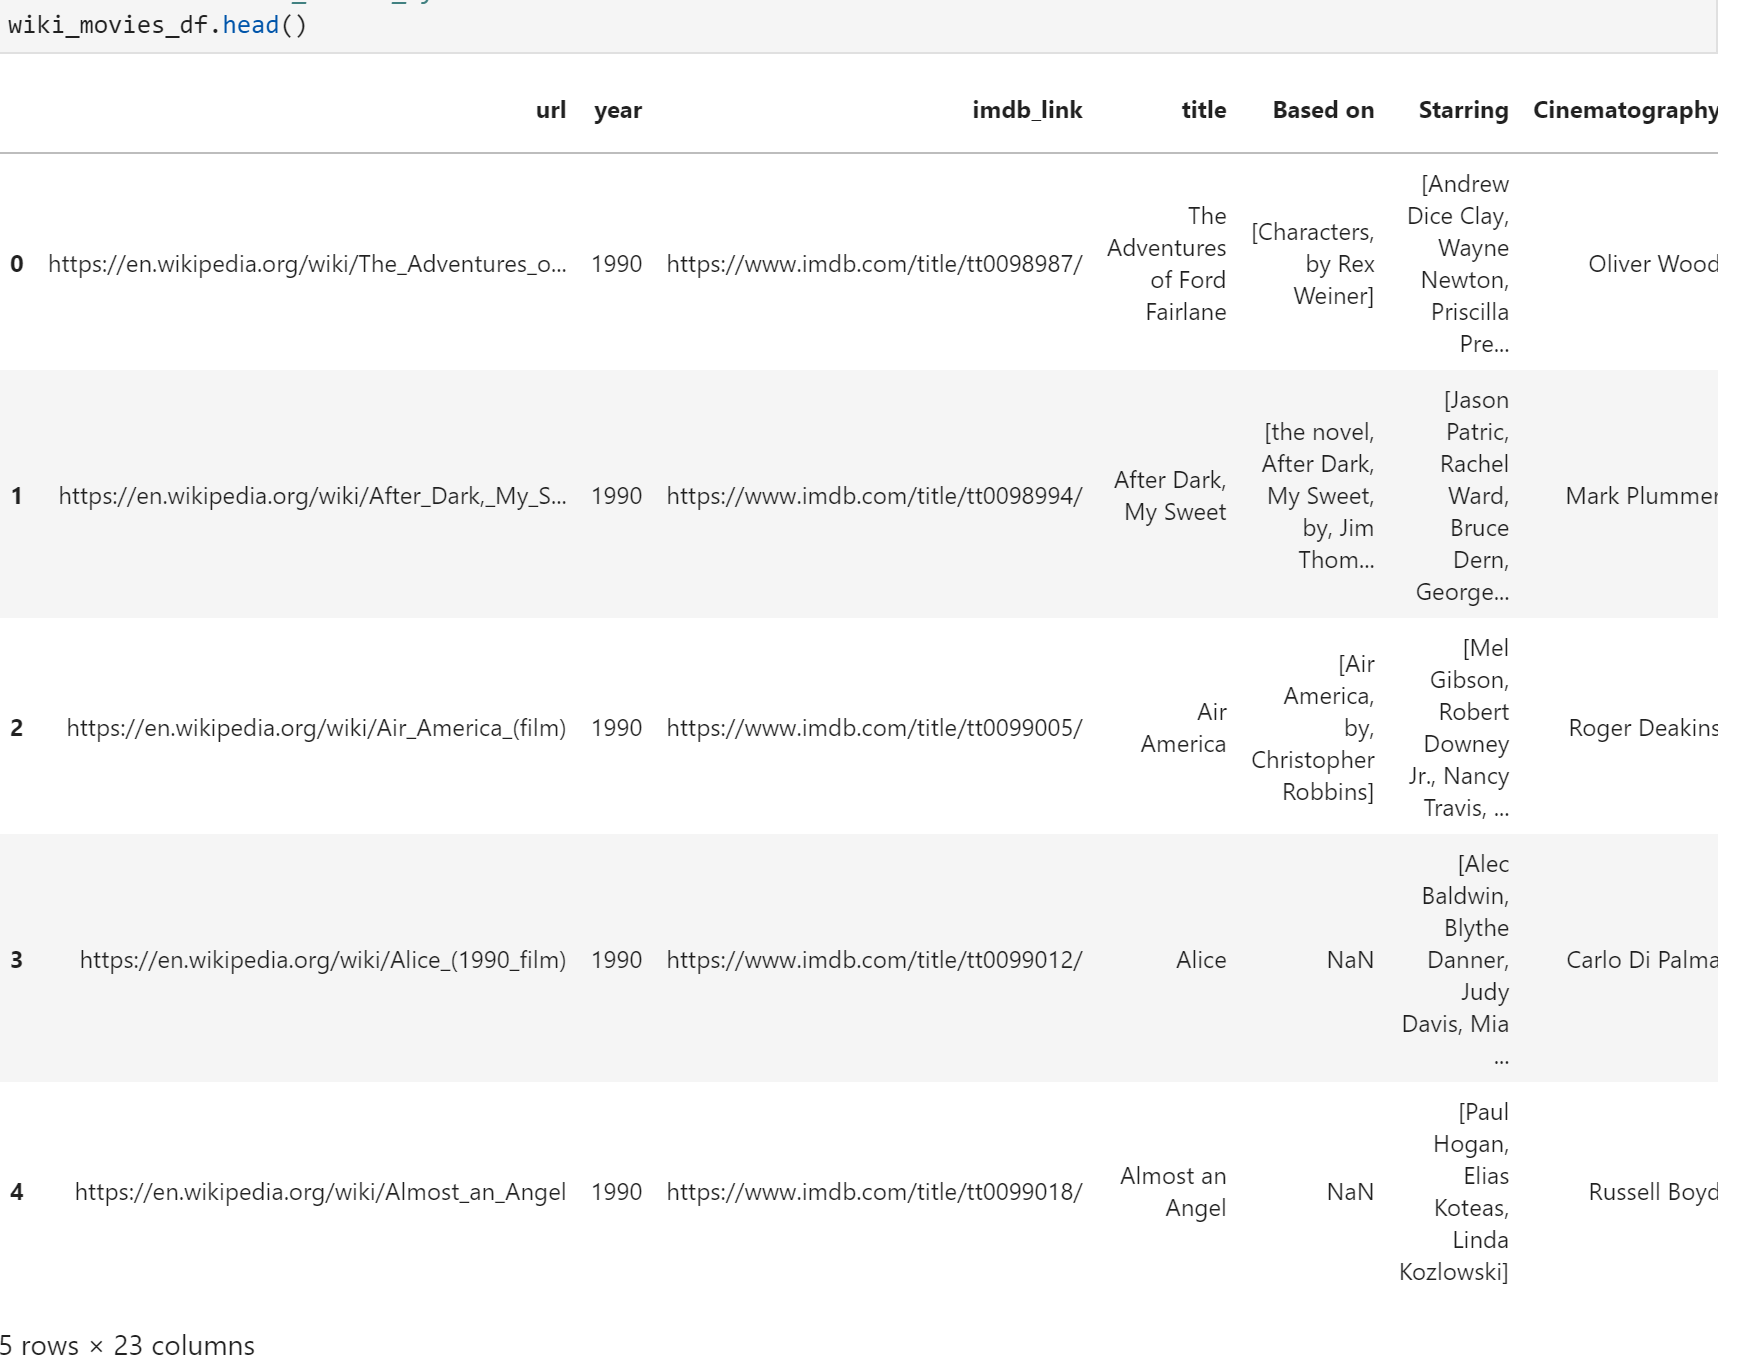 wiki_movies_df.head()
url year imdb_link title Based on Starring Cinematography
0 https://en.wikipedia.org/wiki/The_Adventures_o... 1990 https://www.imdb.com/title/tt0098987/ The Adventures of Ford Fairlane [Characters, by Rex Weiner] [Andrew Dice Clay, Wayne Newton, Priscilla Pre... Oliver Wood
1 https://en.wikipedia.org/wiki/After_Dark,_My_S... 1990 https://www.imdb.com/title/tt0098994/ After Dark, My Sweet [the novel, After Dark, My Sweet, by, Jim Thom... [Jason Patric, Rachel Ward, Bruce Dern, George... Mark Plummer
2 https://en.wikipedia.org/wiki/Air_America_(film) 1990 https://www.imdb.com/title/tt0099005/ Air America [Air America, by, Christopher Robbins] [Mel Gibson, Robert Downey Jr., Nancy Travis, ... Roger Deakins
3 https://en.wikipedia.org/wiki/Alice_(1990_film) 1990 https://www.imdb.com/title/tt0099012/ Alice NaN [Alec Baldwin, Blythe Danner, Judy Davis, Mia ... Carlo Di Palma
4 https://en.wikipedia.org/wiki/Almost_an_Angel 1990 https://www.imdb.com/title/tt0099018/ Almost an Angel NaN [Paul Hogan, Elias Koteas, Linda Kozlowski] Russell Boyd
5 rows × 23 columns